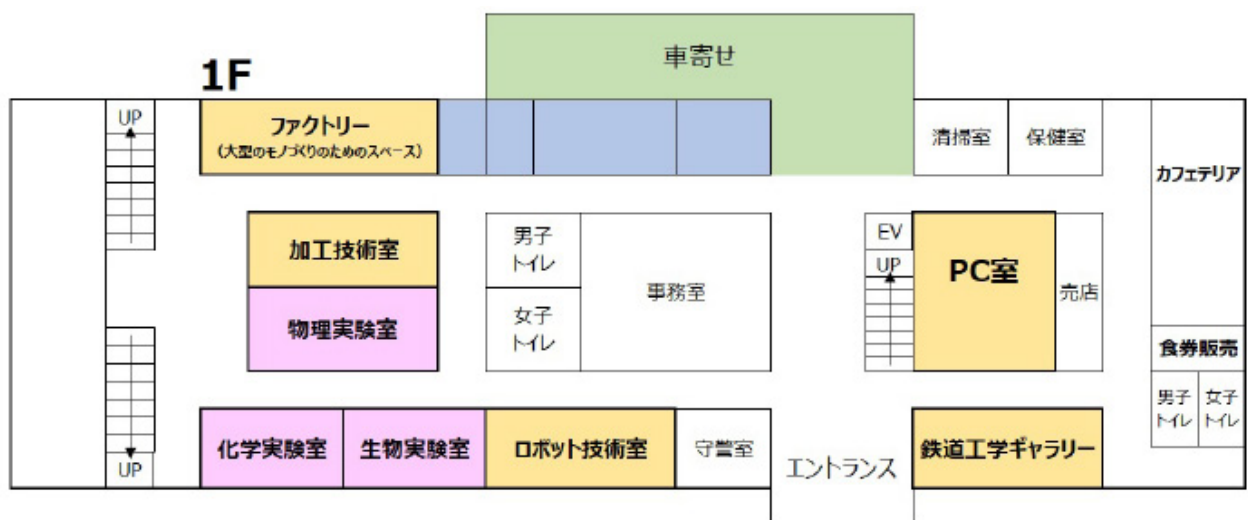 車寄せ
1F
UP
ファクトリー
(大型のモノづくりのためのスペース)
清掃室
保健室
カフェテリア
加工技術室
男子
トイレ
EV
UP
PC室
事務室
売店
物理実験室
女子
トイレ
食券販売
男子
トイレ
女子
トイレ
化学実験室
生物実験室
ロボット技術室
守警室
エントランス
鉄道工学ギャラリー
UP